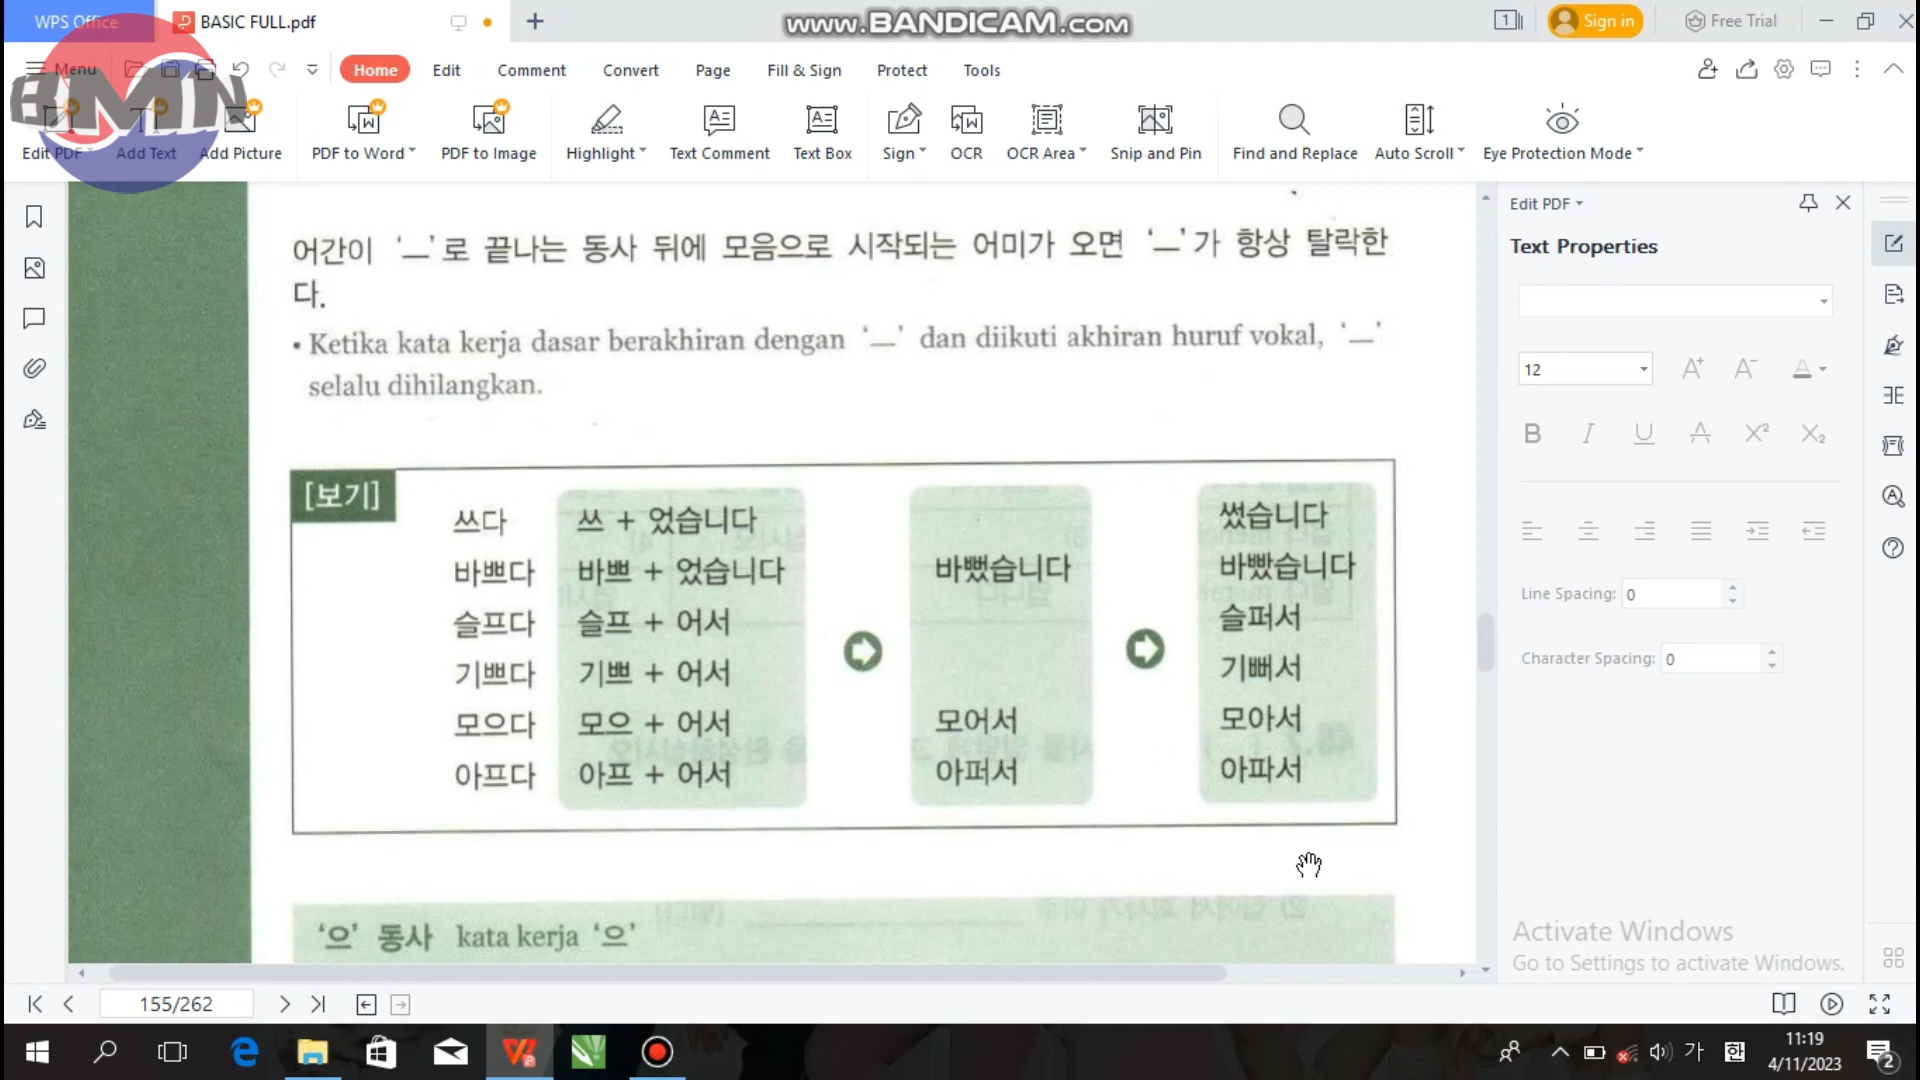 WPS Office
BASIC FULL.pdf
www.BANDICAM.com
1
Sign in
Free Trial
Menu
Home
Edit
Comment
Convert
Page
Fill & Sign
Protect
Tools
BMN
Edit PDF
Add Text
Add Picture
PDF to Word
PDF to Image
Highlight
Text Comment
Text Box
Sign
OCR
OCR Area
Snip and Pin
Find and Replace
Auto Scroll
Eye Protection Mode
어간이 ‘ㅡ’로 끝나는 동사 뒤에 모음으로 시작되는 어미가 오면 ‘ㅡ’가 항상 탈락한
다.
• Ketika kata kerja dasar berakhiran dengan ‘ㅡ’ dan diikuti akhiran huruf vokal, ‘ㅡ’
selalu dihilangkan.
[보기]
쓰다 쓰 + 었습니다 썼습니다
바쁘다 바쁘 + 었습니다 바뻤습니다 바빴습니다
슬프다 슬프 + 어서 슬퍼서
기쁘다 기쁘 + 어서 기뻐서
모으다 모으 + 어서 모어서 모아서
아프다 아프 + 어서 아퍼서 아파서
‘으’ 동사 kata kerja ‘으’
Edit PDF
Text Properties
12
A+ A- A
B I U A X² X₂
Line Spacing: 0
Character Spacing: 0
Activate Windows
Go to Settings to activate Windows.
155/262
가
한
11:19
4/11/2023
2